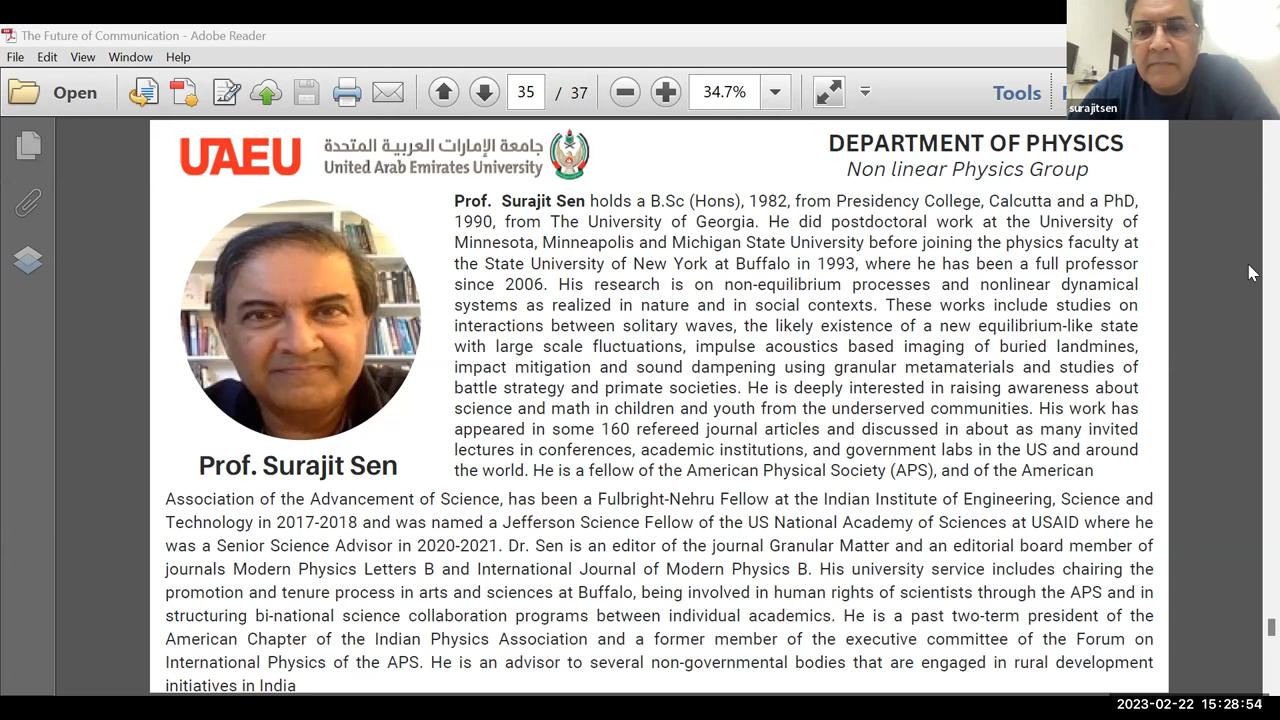 The Future of Communication - Adobe Reader
File Edit View Window Help
Open
35 / 37
34.7%
Tools
surajitsen
UAEU
جامعة الإمارات العربية المتحدة
United Arab Emirates University
DEPARTMENT OF PHYSICS
Non linear Physics Group
Prof. Surajit Sen holds a B.Sc (Hons), 1982, from Presidency College, Calcutta and a PhD,
1990, from The University of Georgia. He did postdoctoral work at the University of
Minnesota, Minneapolis and Michigan State University before joining the physics faculty at
the State University of New York at Buffalo in 1993, where he has been a full professor
since 2006. His research is on non-equilibrium processes and nonlinear dynamical
systems as realized in nature and in social contexts. These works include studies on
interactions between solitary waves, the likely existence of a new equilibrium-like state
with large scale fluctuations, impulse acoustics based imaging of buried landmines,
impact mitigation and sound dampening using granular metamaterials and studies of
battle strategy and primate societies. He is deeply interested in raising awareness about
science and math in children and youth from the underserved communities. His work has
appeared in some 160 refereed journal articles and discussed in about as many invited
lectures in conferences, academic institutions, and government labs in the US and around
the world. He is a fellow of the American Physical Society (APS), and of the American
Prof. Surajit Sen
Association of the Advancement of Science, has been a Fulbright-Nehru Fellow at the Indian Institute of Engineering, Science and
Technology in 2017-2018 and was named a Jefferson Science Fellow of the US National Academy of Sciences at USAID where he
was a Senior Science Advisor in 2020-2021. Dr. Sen is an editor of the journal Granular Matter and an editorial board member of
journals Modern Physics Letters B and International Journal of Modern Physics B. His university service includes chairing the
promotion and tenure process in arts and sciences at Buffalo, being involved in human rights of scientists through the APS and in
structuring bi-national science collaboration programs between individual academics. He is a past two-term president of the
American Chapter of the Indian Physics Association and a former member of the executive committee of the Forum on
International Physics of the APS. He is an advisor to several non-governmental bodies that are engaged in rural development
initiatives in India
2023-02-22 15:28:54